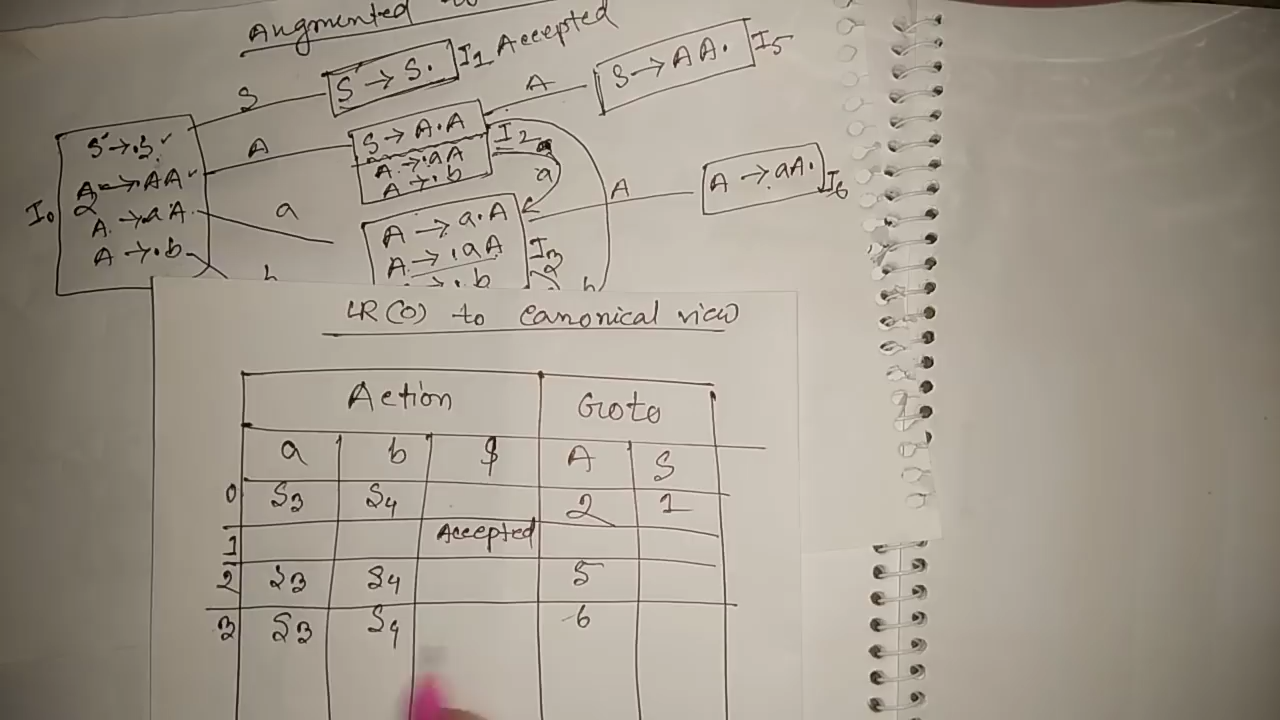 Augmented
S' → S. I1 Accepted
S → AA. I5
S
A
S' → .S
A → .AA
A → .aA
A → .b
I0
A
a
b
S → A.A
A → .aA
A → .b
I2
a
A → a.A
A → .aA
→ .b
I3
b
A
A → aA. I6
LR(0) to canonical view
Action Goto
a b $ A S
0 S3 S4 2 1
1 Accepted
2 S3 S4 5
3 S3 S4 6